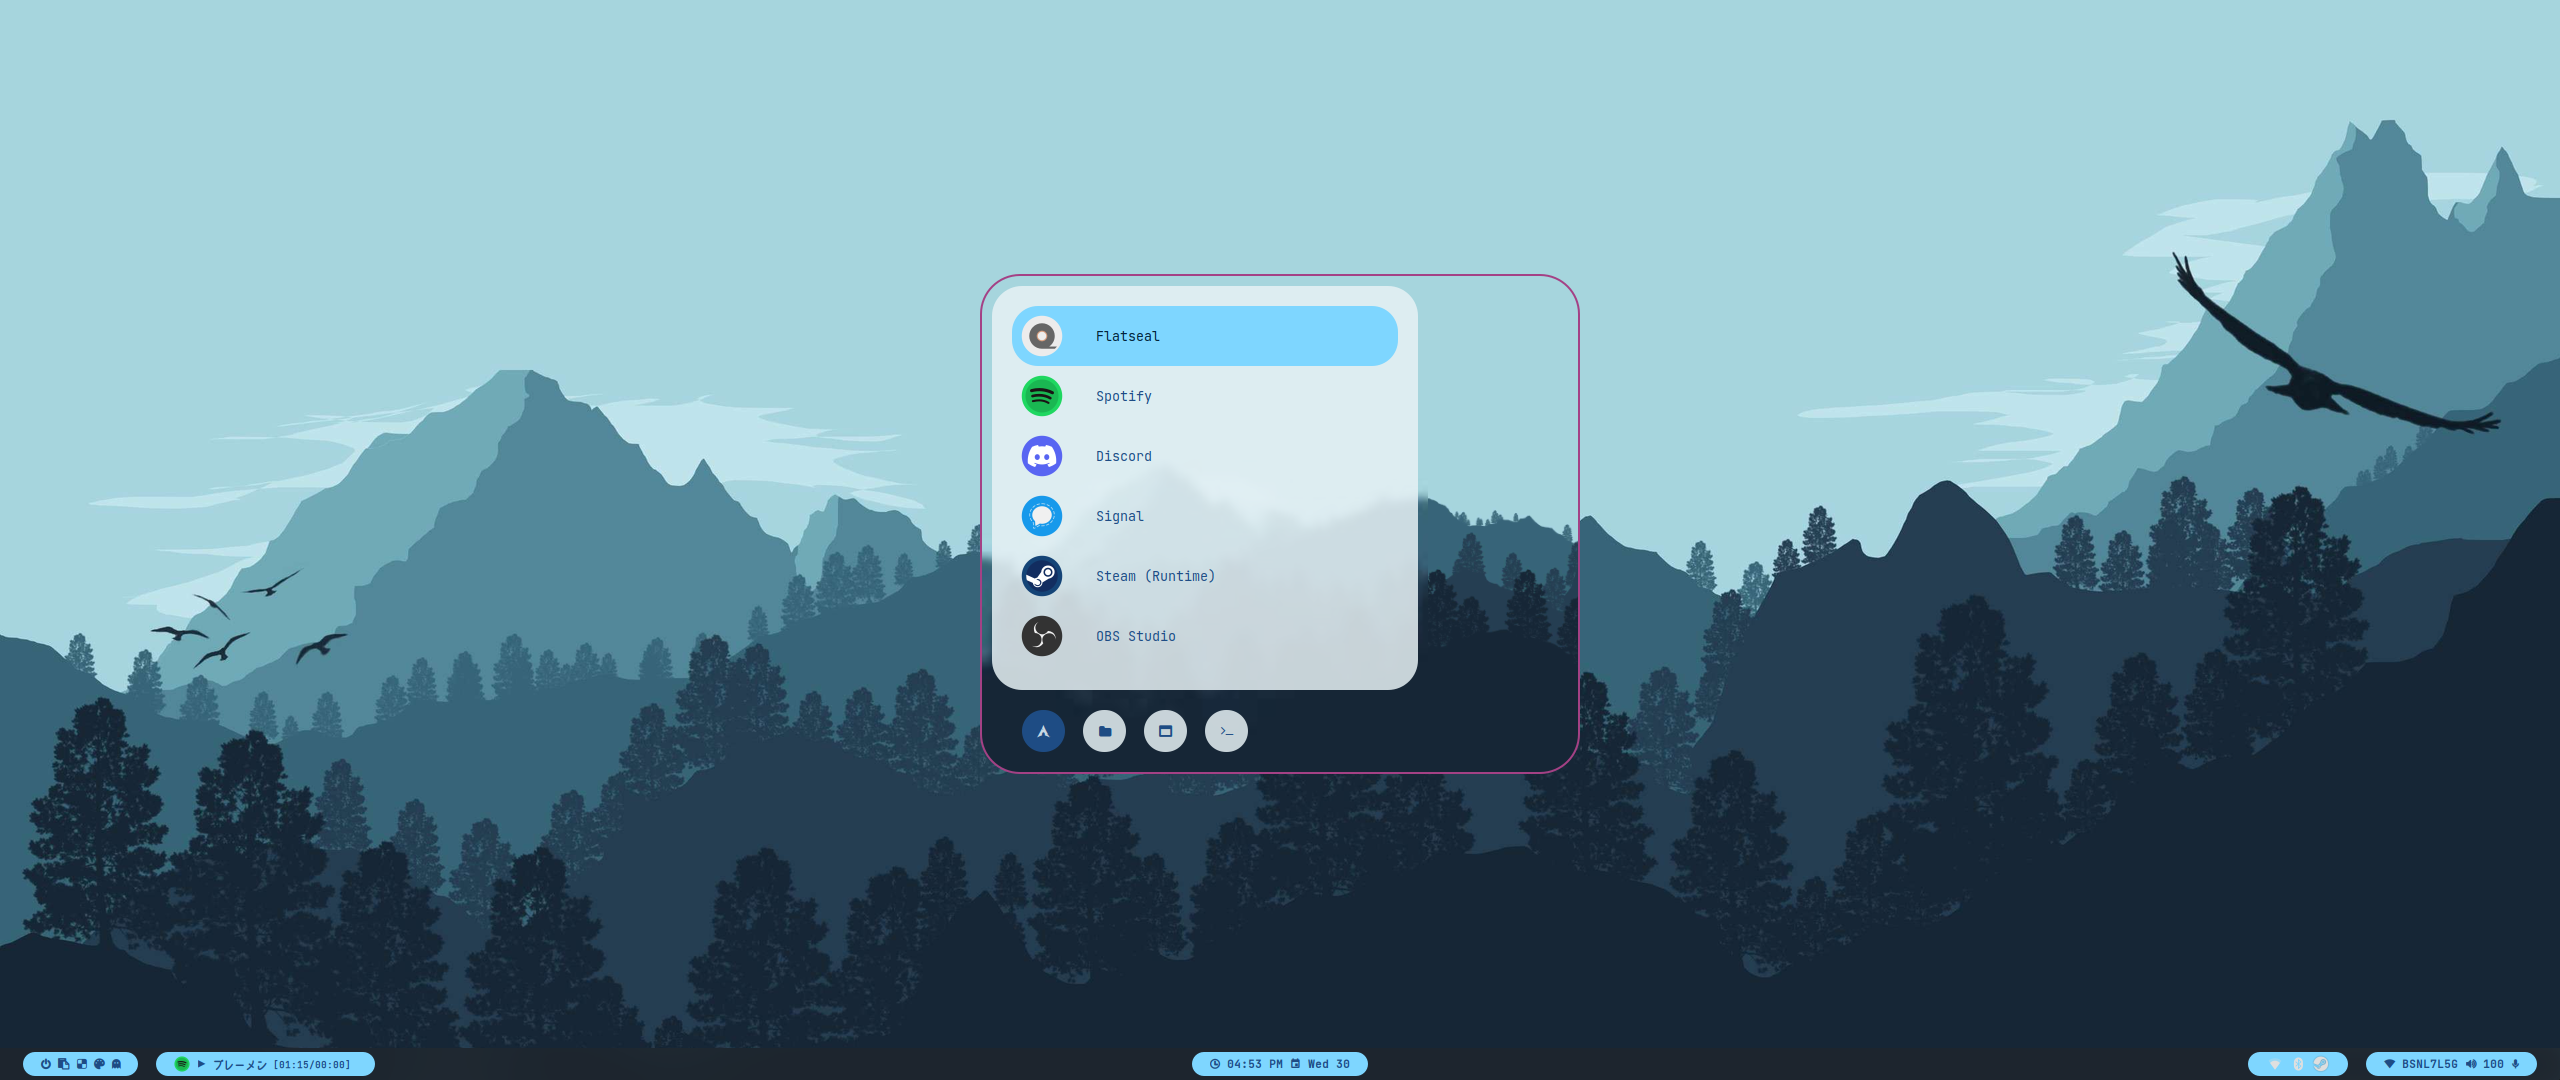 Flatseal
Spotify
Discord
Signal
Steam (Runtime)
OBS Studio
ブレーメン [01:15/00:00]
04:53 PM Wed 30
BSNL7L5G 100